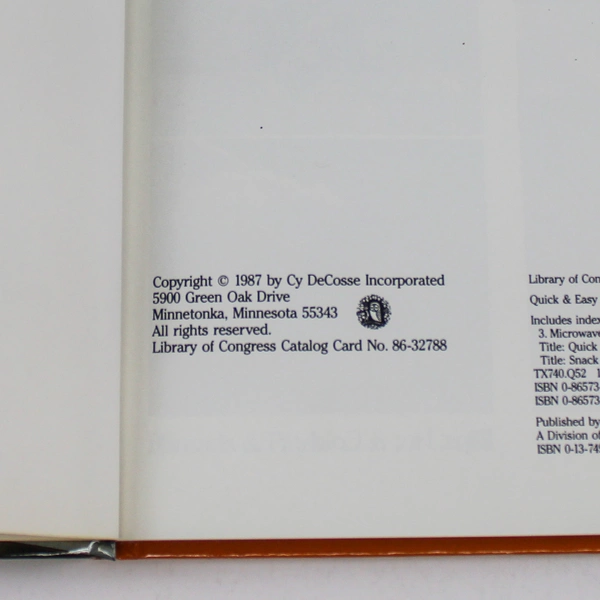 Copyright © 1987 by Cy DeCosse Incorporated
5900 Green Oak Drive
Minnetonka, Minnesota 55343
All rights reserved.
Library of Congress Catalog Card No. 86-32788
Library of Con
Quick & Easy
Includes index
3. Microwave
Title: Quick
Title: Snack
TX740.Q52 1
ISBN 0-86573-
ISBN 0-86573-
Published by
A Division of
ISBN 0-13-749